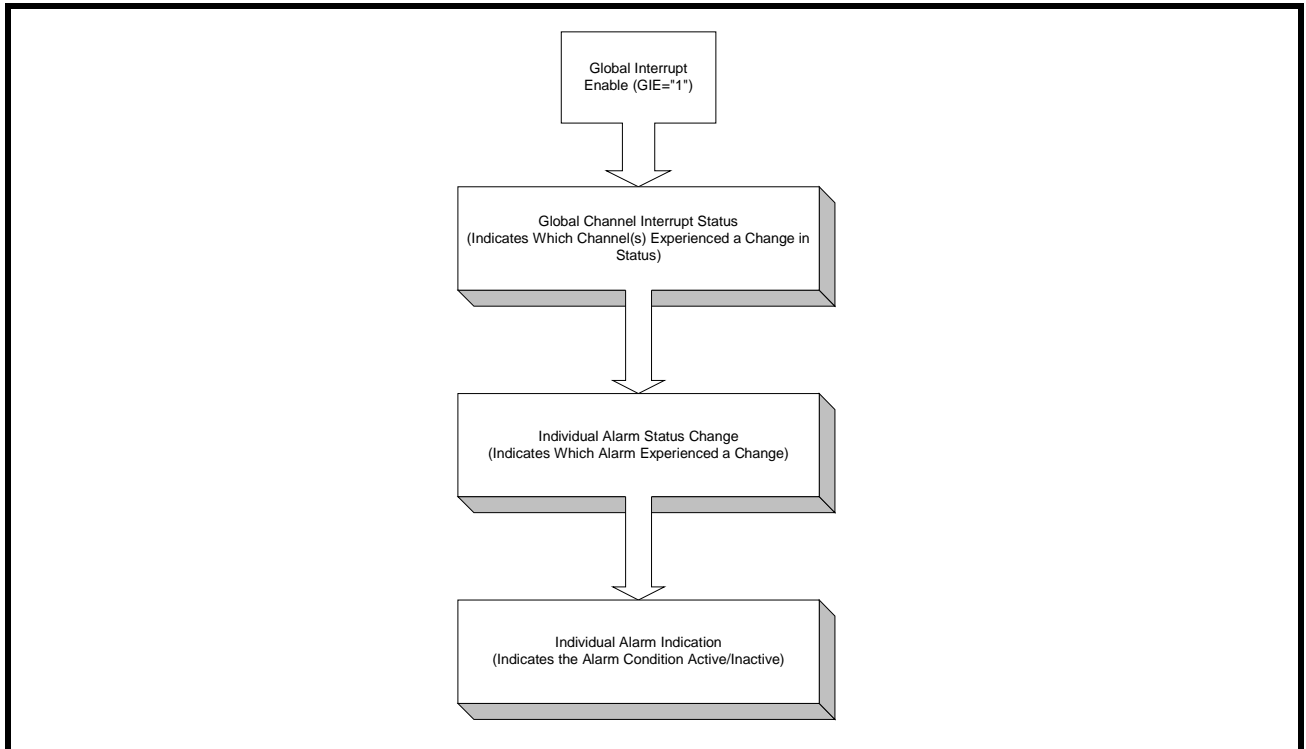 Global Interrupt
Enable (GIE="1")
Global Channel Interrupt Status
(Indicates Which Channel(s) Experienced a Change in
Status)
Individual Alarm Status Change
(Indicates Which Alarm Experienced a Change)
Individual Alarm Indication
(Indicates the Alarm Condition Active/Inactive)